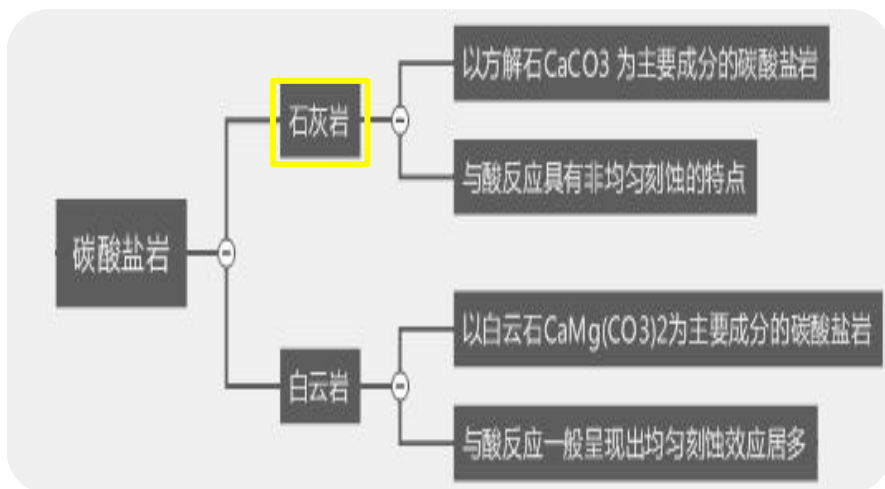 以方解石CaCO3 为主要成分的碳酸盐岩
石灰岩
与酸反应具有非均匀刻蚀的特点
碳酸盐岩
以白云石CaMg(CO3)2为主要成分的碳酸盐岩
白云岩
与酸反应一般呈现出均匀刻蚀效应居多